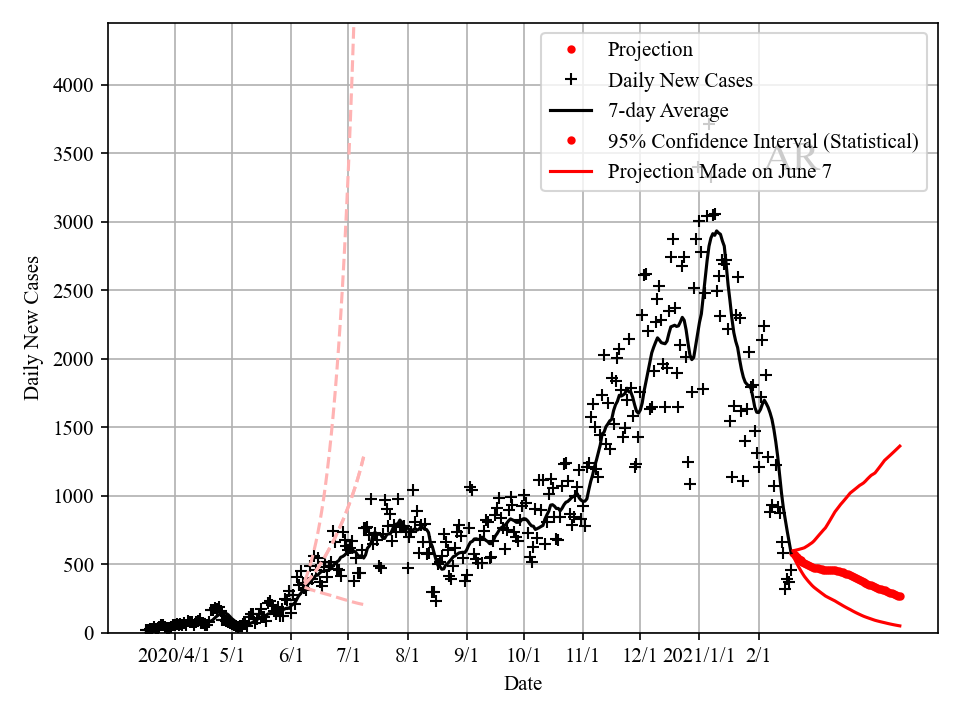 Projection
Daily New Cases
7-day Average
95% Confidence Interval (Statistical)
Projection Made on June 7
AR
4000
3500
3000
2500
2000
1500
1000
500
0
Daily New Cases
2020/4/1 5/1 6/1 7/1 8/1 9/1 10/1 11/1 12/1 2021/1/1 2/1
Date